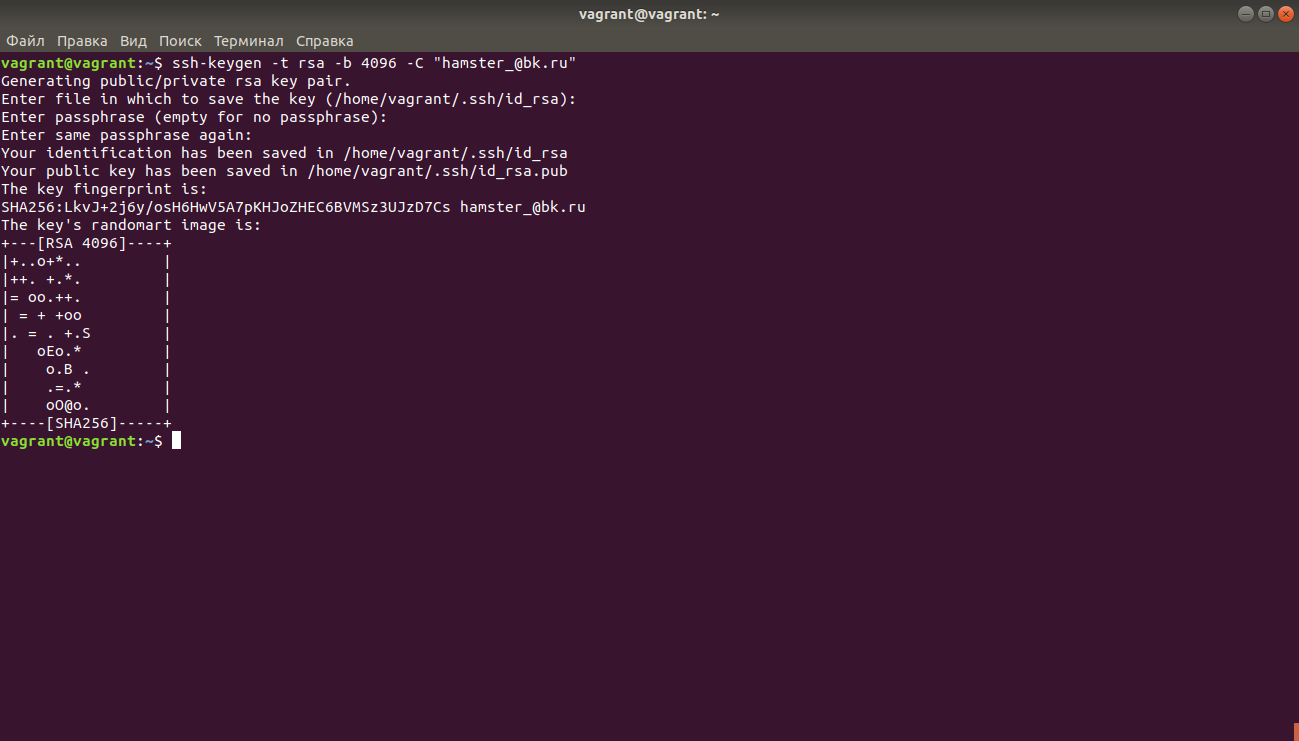 vagrant@vagrant: ~
Файл Правка Вид Поиск Терминал Справка
vagrant@vagrant:~$ ssh-keygen -t rsa -b 4096 -C "hamster_@bk.ru"
Generating public/private rsa key pair.
Enter file in which to save the key (/home/vagrant/.ssh/id_rsa):
Enter passphrase (empty for no passphrase):
Enter same passphrase again:
Your identification has been saved in /home/vagrant/.ssh/id_rsa
Your public key has been saved in /home/vagrant/.ssh/id_rsa.pub
The key fingerprint is:
SHA256:LkvJ+2j6y/osH6HwV5A7pKHJoZHEC6BVMSz3UJzD7Cs hamster_@bk.ru
The key's randomart image is:
+---[RSA 4096]----+
|+..o+*..         |
|++. +.*.         |
|= oo.++.         |
| = + +oo         |
|. = . +.S        |
|   oEo.*         |
|    o.B .        |
|    .=.*         |
|    oO@o.        |
+----[SHA256]-----+
vagrant@vagrant:~$